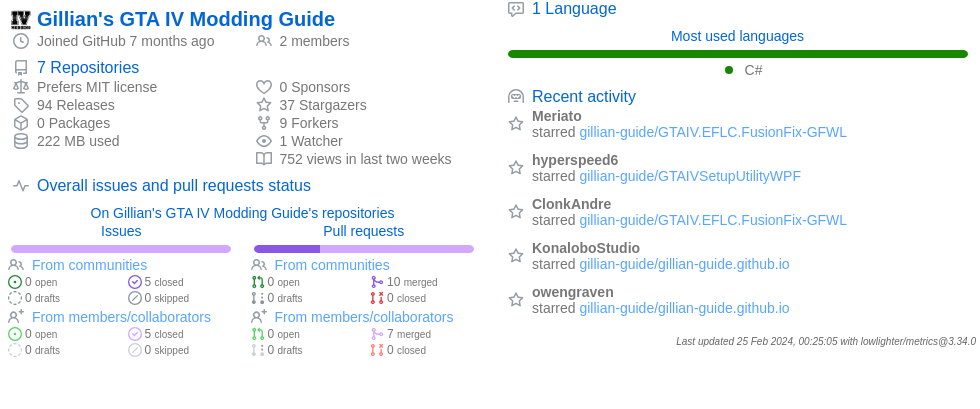 Gillian's GTA IV Modding Guide
Joined GitHub 7 months ago
2 members
7 Repositories
Prefers MIT license
94 Releases
0 Packages
222 MB used
0 Sponsors
37 Stargazers
9 Forkers
1 Watcher
752 views in last two weeks
Overall issues and pull requests status
On Gillian's GTA IV Modding Guide's repositories
Issues
From communities
0 open
5 closed
0 drafts
0 skipped
From members/collaborators
0 open
5 closed
0 drafts
0 skipped
Pull requests
From communities
0 open
10 merged
0 drafts
0 closed
From members/collaborators
0 open
7 merged
0 drafts
0 closed
1 Language
Most used languages
C#
Recent activity
Meriato
starred gillian-guide/GTAIV.EFLC.FusionFix-GFWL
hyperspeed6
starred gillian-guide/GTAIVSetupUtilityWPF
ClonkAndre
starred gillian-guide/GTAIV.EFLC.FusionFix-GFWL
KonaloboStudio
starred gillian-guide/gillian-guide.github.io
owengraven
starred gillian-guide/gillian-guide.github.io
Last updated 25 Feb 2024, 00:25:05 with lowlighter/metrics@3.34.0